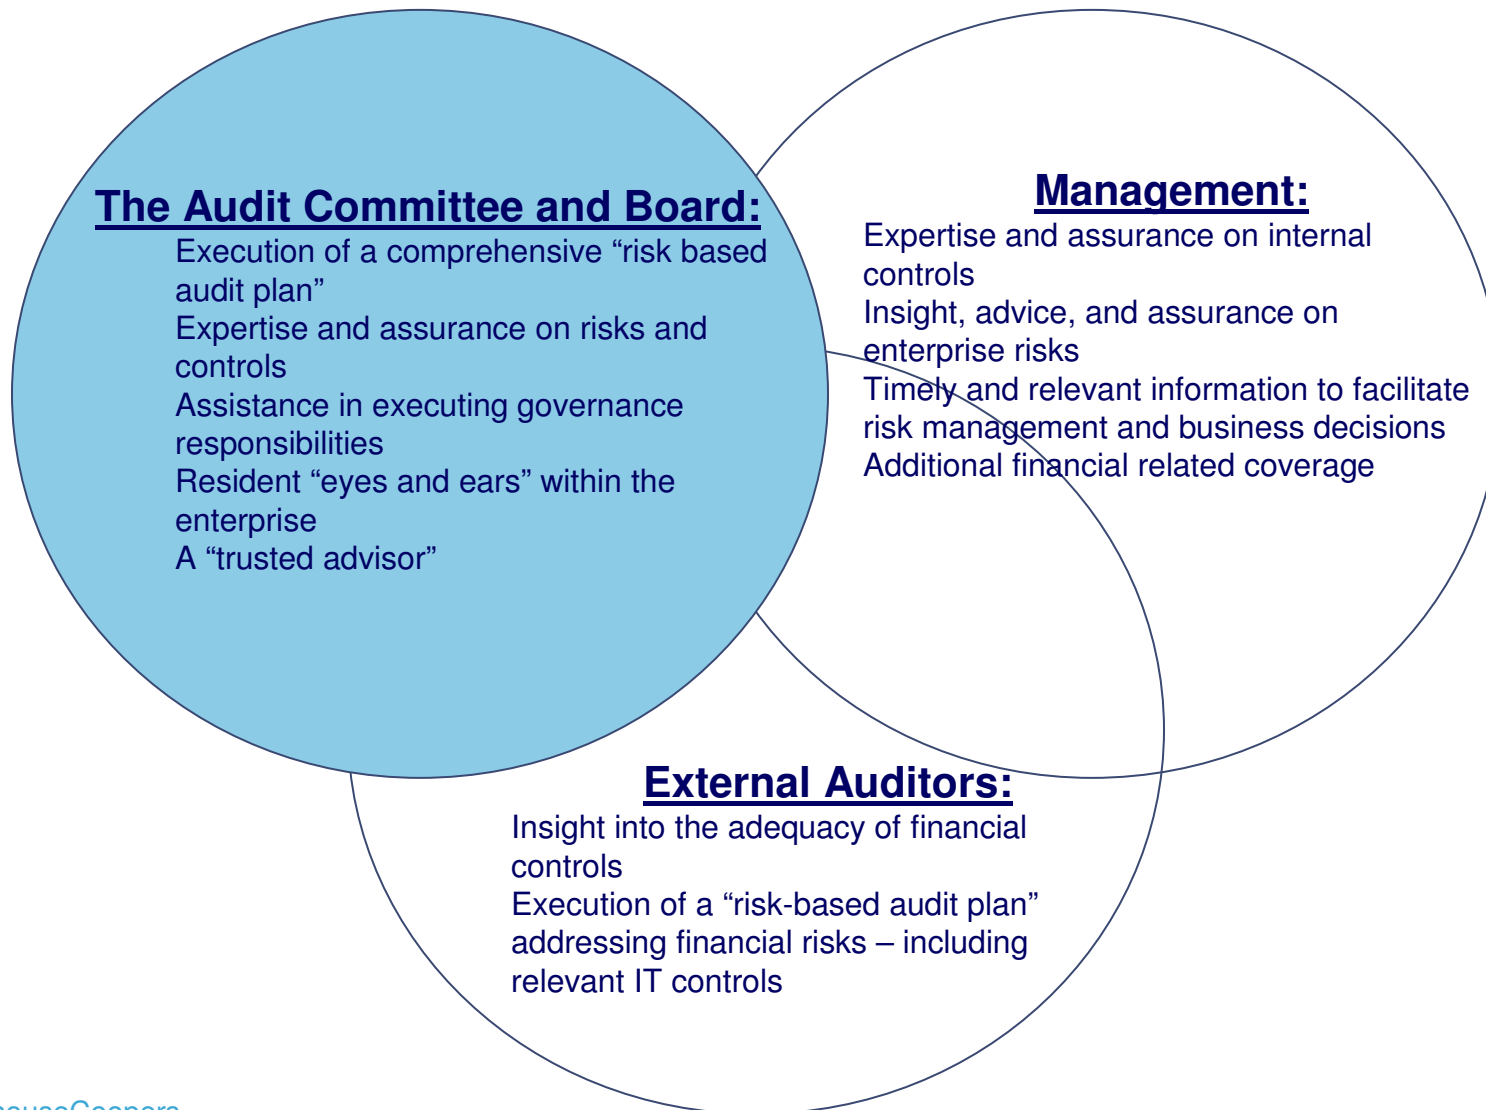 The Audit Committee and Board:
Execution of a comprehensive “risk based
audit plan”
Expertise and assurance on risks and
controls
Assistance in executing governance
responsibilities
Resident “eyes and ears” within the
enterprise
A “trusted advisor”
Management:
Expertise and assurance on internal
controls
Insight, advice, and assurance on
enterprise risks
Timely and relevant information to facilitate
risk management and business decisions
Additional financial related coverage
External Auditors:
Insight into the adequacy of financial
controls
Execution of a “risk-based audit plan”
addressing financial risks – including
relevant IT controls